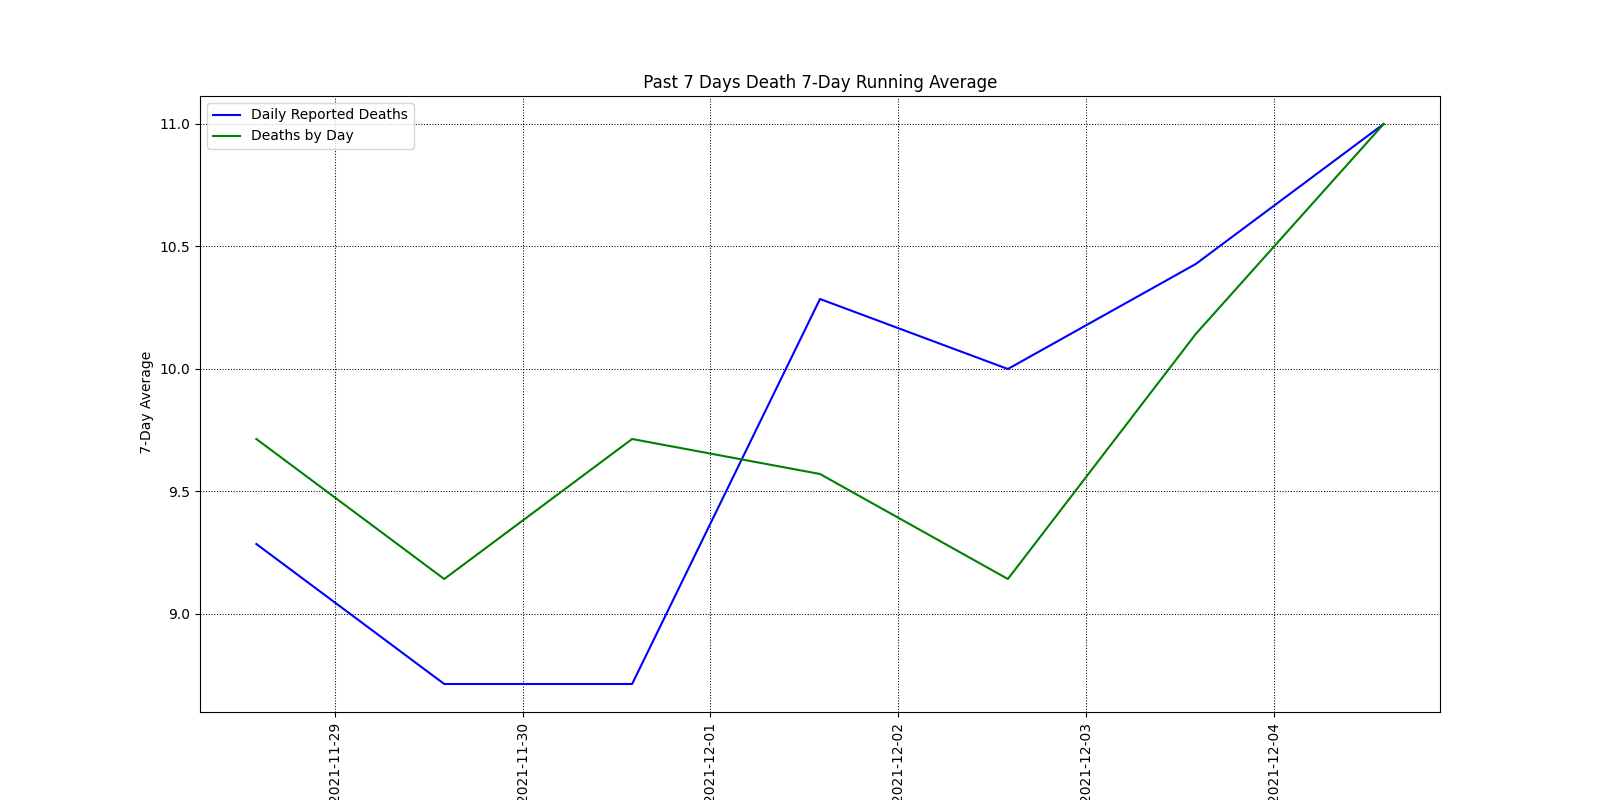 Past 7 Days Death 7-Day Running Average
Daily Reported Deaths
Deaths by Day
11.0
10.5
10.0
9.5
9.0
7-Day Average
2021-11-29
2021-11-30
2021-12-01
2021-12-02
2021-12-03
2021-12-04